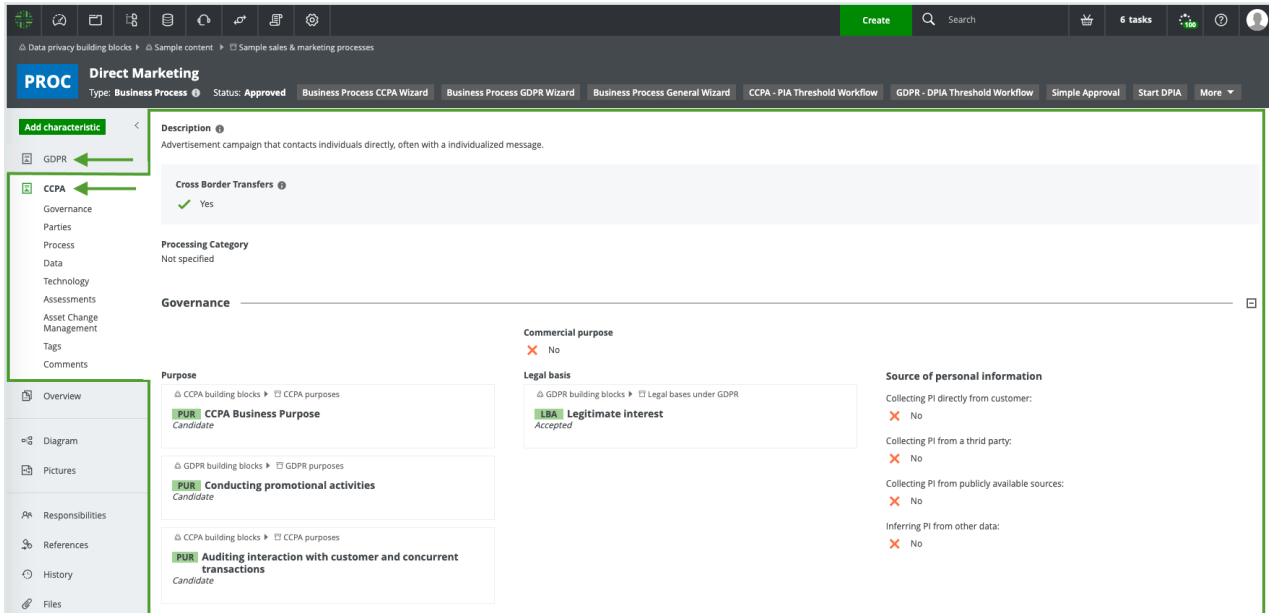 Create
Search
6 tasks
100
Data privacy building blocks Sample content Sample sales & marketing processes
PROC
Direct Marketing
Type: Business Process Status: Approved Business Process CCPA Wizard Business Process GDPR Wizard Business Process General Wizard CCPA - PIA Threshold Workflow GDPR - DPIA Threshold Workflow Simple Approval Start DPIA More
Add characteristic
GDPR
CCPA
Governance
Parties
Process
Data
Technology
Assessments
Asset Change
Management
Tags
Comments
Overview
Diagram
Pictures
Responsibilities
References
History
Files
Description
Advertisement campaign that contacts individuals directly, often with a individualized message.
Cross Border Transfers
Yes
Processing Category
Not specified
Governance
Commercial purpose
No
Purpose
CCPA building blocks CCPA purposes
PUR CCPA Business Purpose
Candidate
GDPR building blocks GDPR purposes
PUR Conducting promotional activities
Candidate
CCPA building blocks CCPA purposes
PUR Auditing interaction with customer and concurrent
transactions
Candidate
Legal basis
GDPR building blocks Legal bases under GDPR
LBA Legitimate interest
Accepted
Source of personal information
Collecting PI directly from customer:
No
Collecting PI from a thrid party:
No
Collecting PI from publicly available sources:
No
Inferring PI from other data:
No